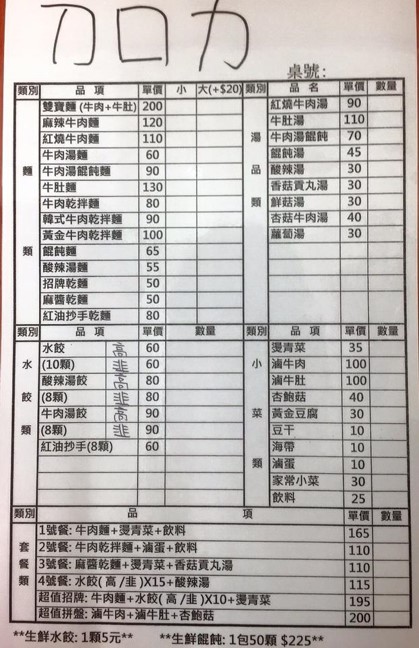 刀口力
桌號:
類別 品項 單價 小 大(+$20)
麵類
雙寶麵 (牛肉+牛肚) 200
麻辣牛肉麵 120
紅燒牛肉麵 110
牛肉湯麵 60
牛肉湯餛飩麵 90
牛肚麵 130
牛肉乾拌麵 80
韓式牛肉乾拌麵 90
黃金牛肉乾拌麵 100
餛飩麵 65
酸辣湯麵 55
招牌乾麵 50
麻醬乾麵 50
紅油抄手乾麵 80
類別 品名 單價 數量
湯品類
紅燒牛肉湯 90
牛肚湯 110
牛肉湯餛飩 70
餛飩湯 45
酸辣湯 30
香菇貢丸湯 30
鮮菇湯 30
杏菇牛肉湯 40
蘿蔔湯 30
類別 品項 單價 數量
水餃類
水餃 高 60
(10顆) 韭 60
酸辣湯餃 高 80
(8顆) 韭 80
牛肉湯餃 高 90
(8顆) 韭 90
紅油抄手(8顆) 60
類別 品項 單價 數量
小菜類
燙青菜 35
滷牛肉 100
滷牛肚 100
杏鮑菇 40
黃金豆腐 30
豆干 10
海帶 10
滷蛋 10
家常小菜 30
飲料 25
類別 品項 單價 數量
套餐類
1號餐: 牛肉麵+燙青菜+飲料 165
2號餐: 牛肉乾拌麵+滷蛋+飲料 110
3號餐: 麻醬乾麵+燙青菜+香菇貢丸湯 110
4號餐: 水餃( 高 /韭 )X15+酸辣湯 115
超值招牌: 牛肉麵+水餃( 高 /韭 )X10+燙青菜 195
超值拼盤: 滷牛肉+滷牛肚+杏鮑菇 200
**生鮮水餃: 1顆5元** **生鮮餛飩: 1包50顆 $225**